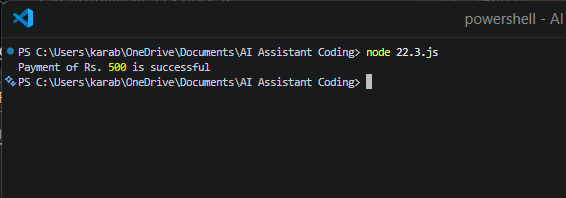 powershell - AI
PS C:\Users\karab\OneDrive\Documents\AI Assistant Coding> node 22.3.js
Payment of Rs. 500 is successful
PS C:\Users\karab\OneDrive\Documents\AI Assistant Coding>